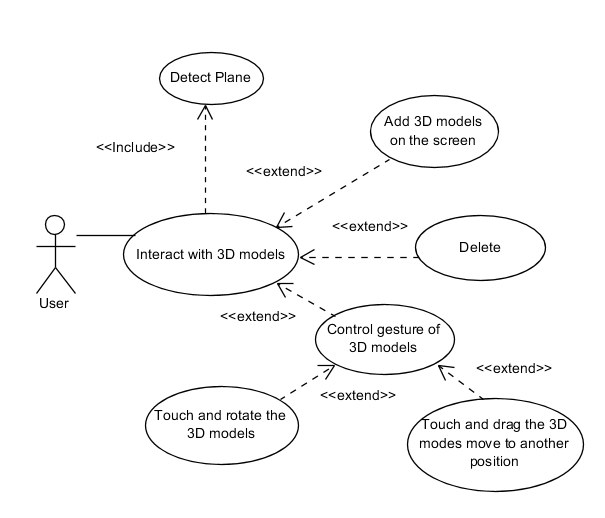 Detect Plane
Add 3D models
on the screen
<<Include>>
<<extend>>
<<extend>>
Interact with 3D models
Delete
User
<<extend>>
Control gesture of
3D models
<<extend>>
<<extend>>
Touch and rotate the
3D models
Touch and drag the 3D
modes move to another
position